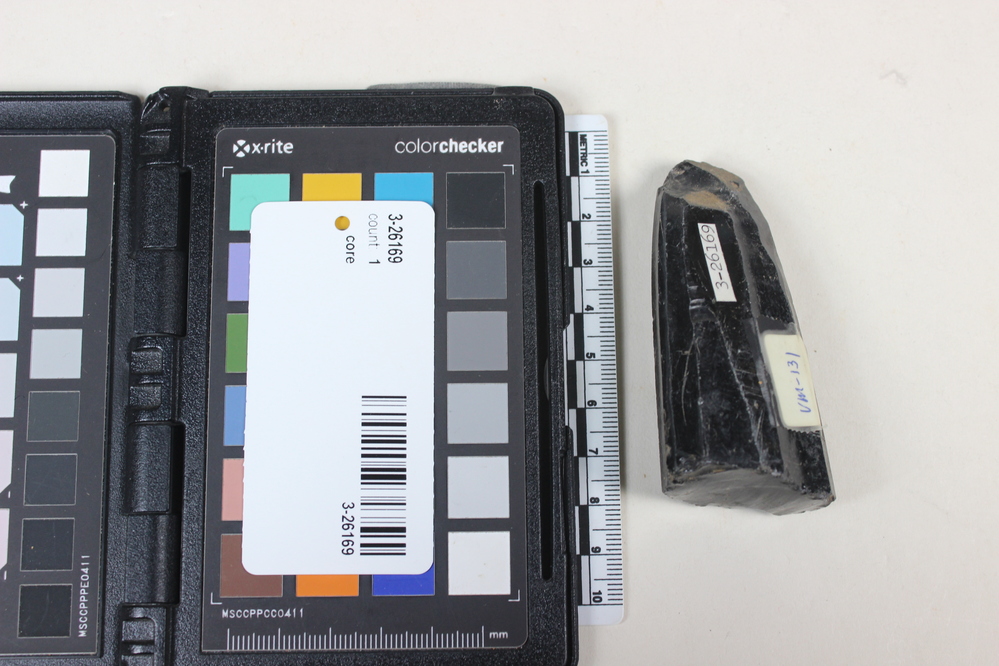 x·rite
colorchecker
3-26169
count 1
core
3-26169
MSCCPPCC0411
mm
MSCCPPPE0411
METRIC 1
2
3
4
5
6
7
8
9
10
3-26169
VM-131